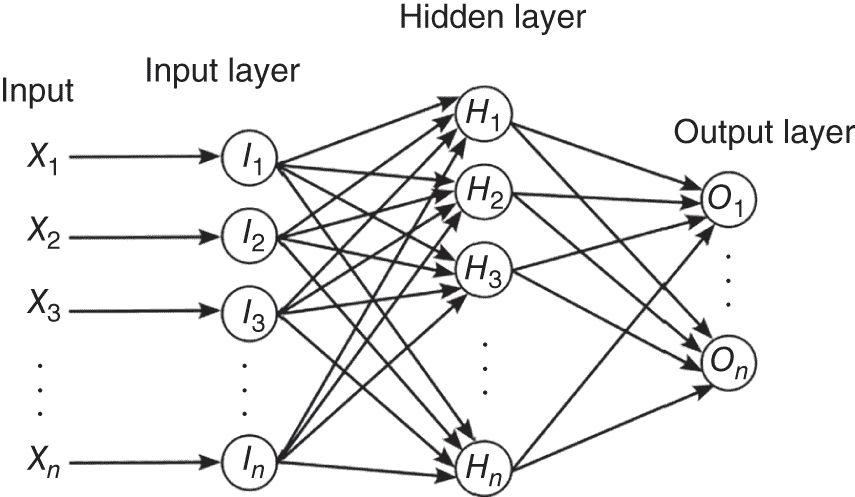 Hidden layer
Input layer
Input
Output layer
X1
I1
H1
X2
I2
H2
O1
X3
I3
H3
Xn
In
Hn
On